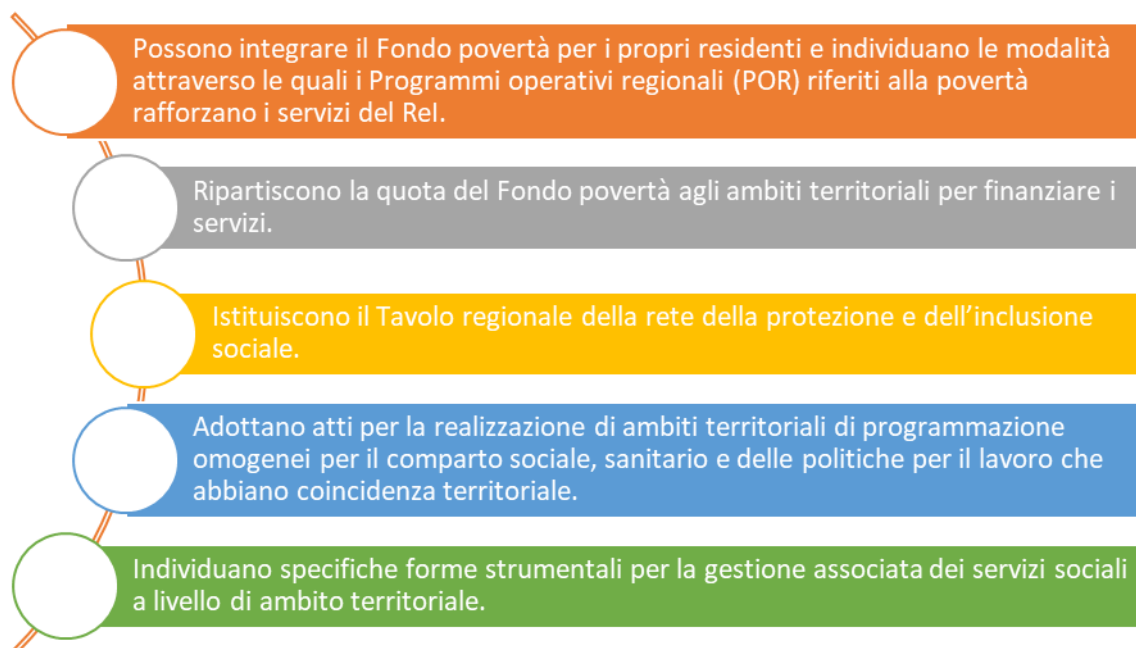 Possono integrare il Fondo povertà per i propri residenti e individuano le modalità
attraverso le quali i Programmi operativi regionali (POR) riferiti alla povertà
rafforzano i servizi del ReI.
Ripartiscono la quota del Fondo povertà agli ambiti territoriali per finanziare i
servizi.
Istituiscono il Tavolo regionale della rete della protezione e dell’inclusione
sociale.
Adottano atti per la realizzazione di ambiti territoriali di programmazione
omogenei per il comparto sociale, sanitario e delle politiche per il lavoro che
abbiano coincidenza territoriale.
Individuano specifiche forme strumentali per la gestione associata dei servizi sociali
a livello di ambito territoriale.